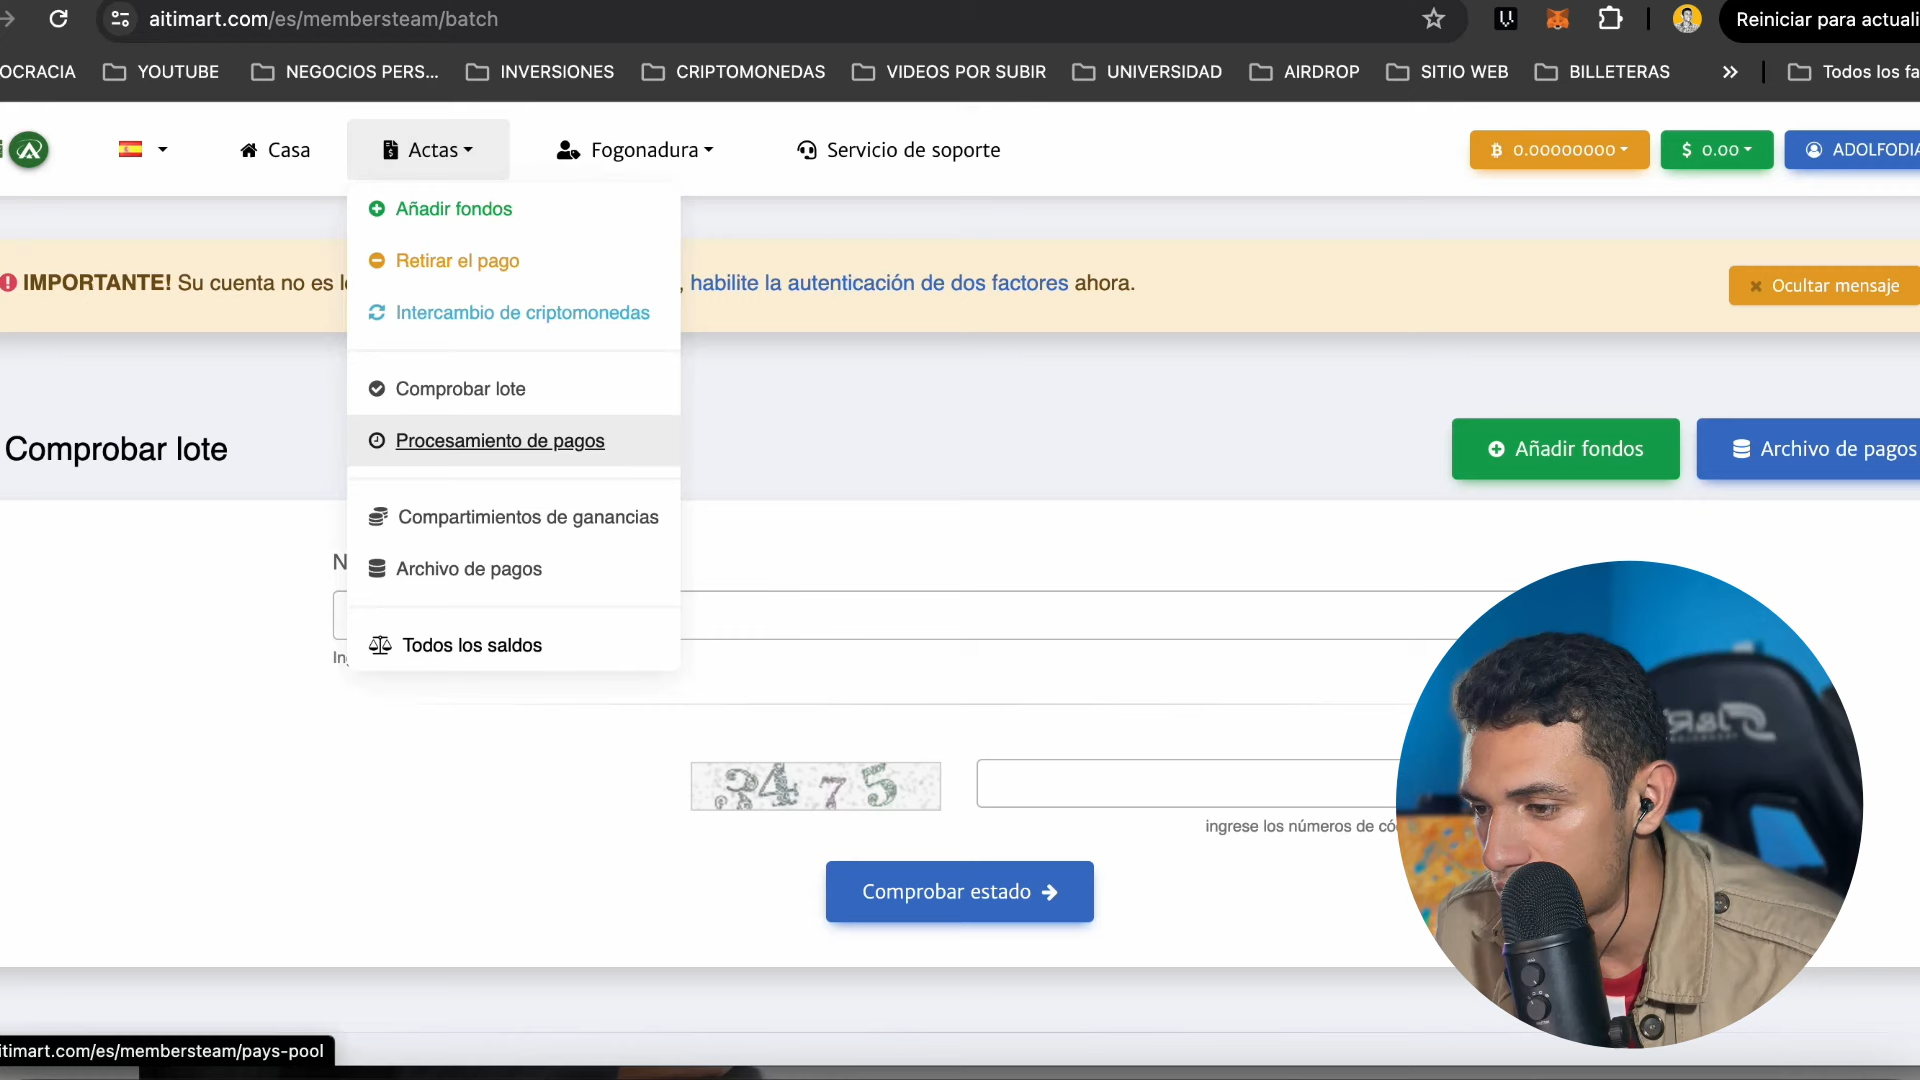 aitimart.com/es/membersteam/batch
Reiniciar para actuali
OCRACIA
YOUTUBE
NEGOCIOS PERS...
INVERSIONES
CRIPTOMONEDAS
VIDEOS POR SUBIR
UNIVERSIDAD
AIRDROP
SITIO WEB
BILLETERAS
Todos los fa
Casa
Actas
Fogonadura
Servicio de soporte
0.00000000
$ 0.00
ADOLFODIA
Añadir fondos
Retirar el pago
Intercambio de criptomonedas
Comprobar lote
Procesamiento de pagos
Compartimientos de ganancias
Archivo de pagos
Todos los saldos
IMPORTANTE! Su cuenta no es l
, habilite la autenticación de dos factores ahora.
Ocultar mensaje
Comprobar lote
Añadir fondos
Archivo de pagos
N
In
3475
ingrese los números de có
Comprobar estado
itimart.com/es/membersteam/pays-pool